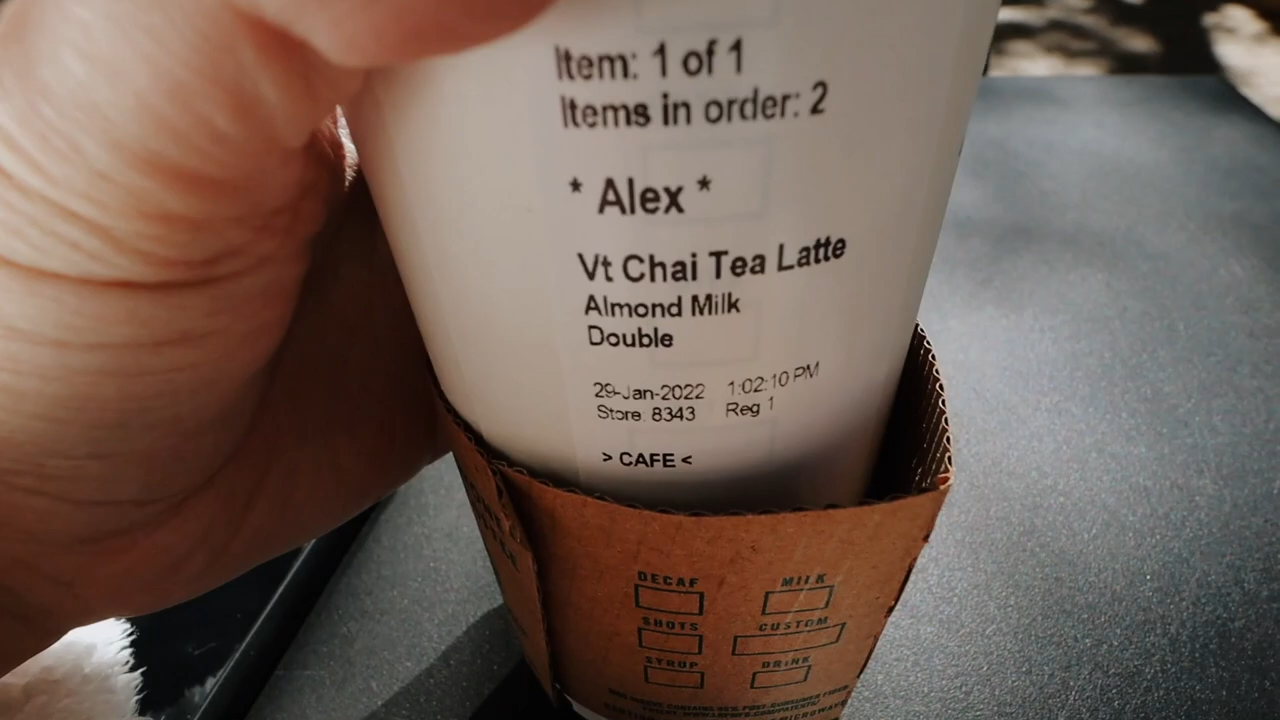 Item: 1 of 1
Items in order: 2
* Alex *
Vt Chai Tea Latte
Almond Milk
Double
29-Jan-2022 1:02:10 PM
Store: 8343 Reg 1
> CAFE <
DECAF MILK
SHOTS CUSTOM
SYRUP DRINK